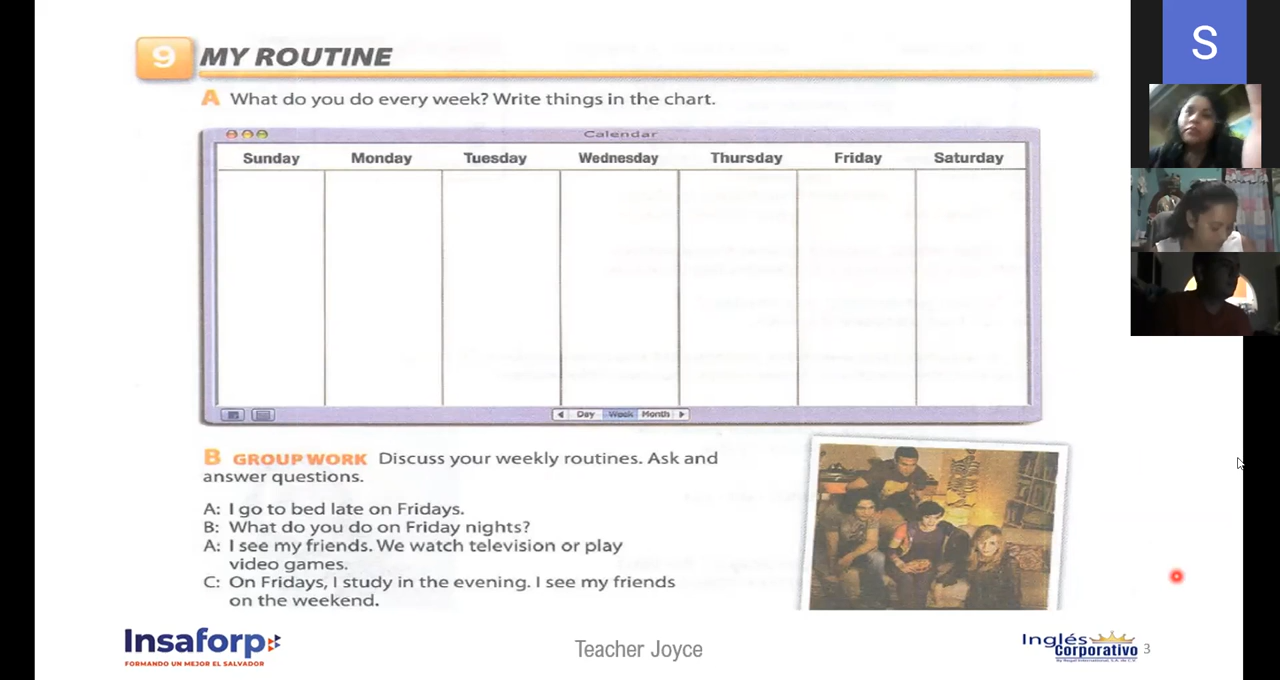 S
9 MY ROUTINE
A What do you do every week? Write things in the chart.
Calendar
Sunday Monday Tuesday Wednesday Thursday Friday Saturday
Day Week Month
B GROUP WORK Discuss your weekly routines. Ask and
answer questions.
A: I go to bed late on Fridays.
B: What do you do on Friday nights?
A: I see my friends. We watch television or play
video games.
C: On Fridays, I study in the evening. I see my friends
on the weekend.
Insaforp
FORMANDO UN MEJOR EL SALVADOR
Teacher Joyce
Inglés
Corporativo
3